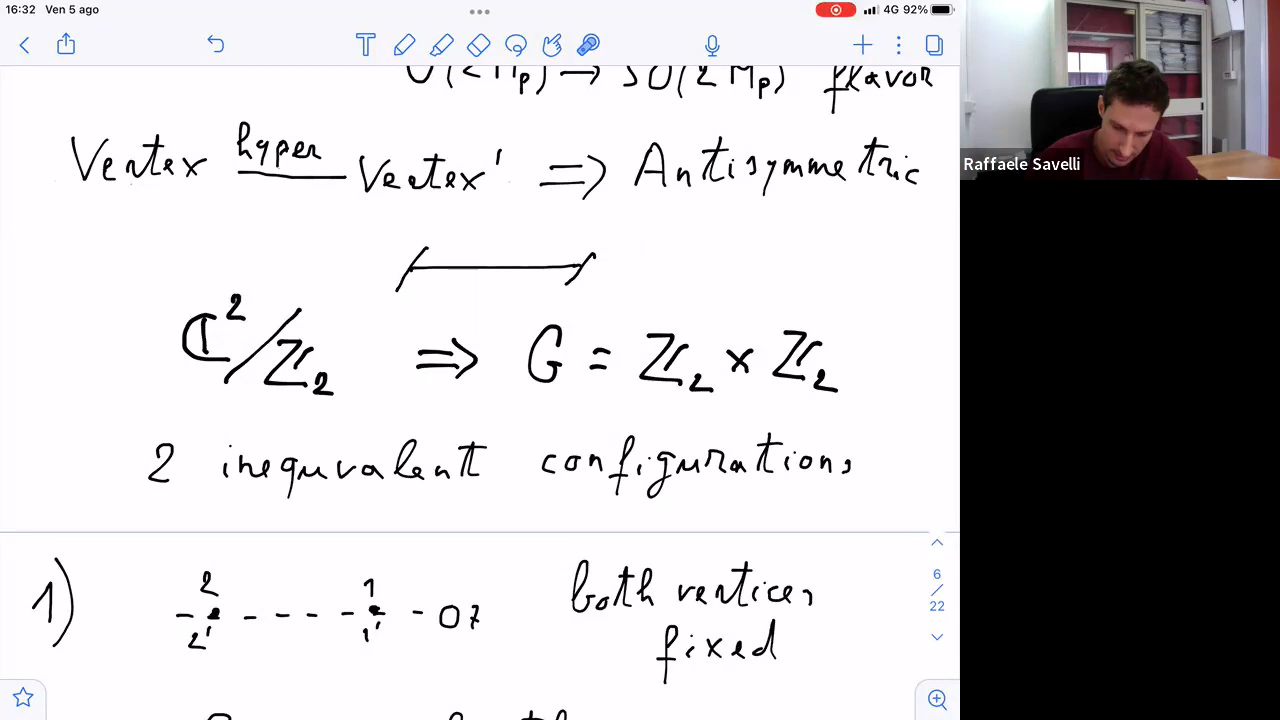 16:32 Ven 5 ago
4G 92%
U(2Mp) → SO(2Mp) flavor
Vertex hyper Vertex' ⇒ Antisymmetric
ℂ²/ℤ₂ ⇒ G = ℤ₂ × ℤ₂
2 inequivalent configurations
1)
2 1
- - - - - - - O7
2' 1'
both vertices
fixed
6
/
22
Raffaele Savelli